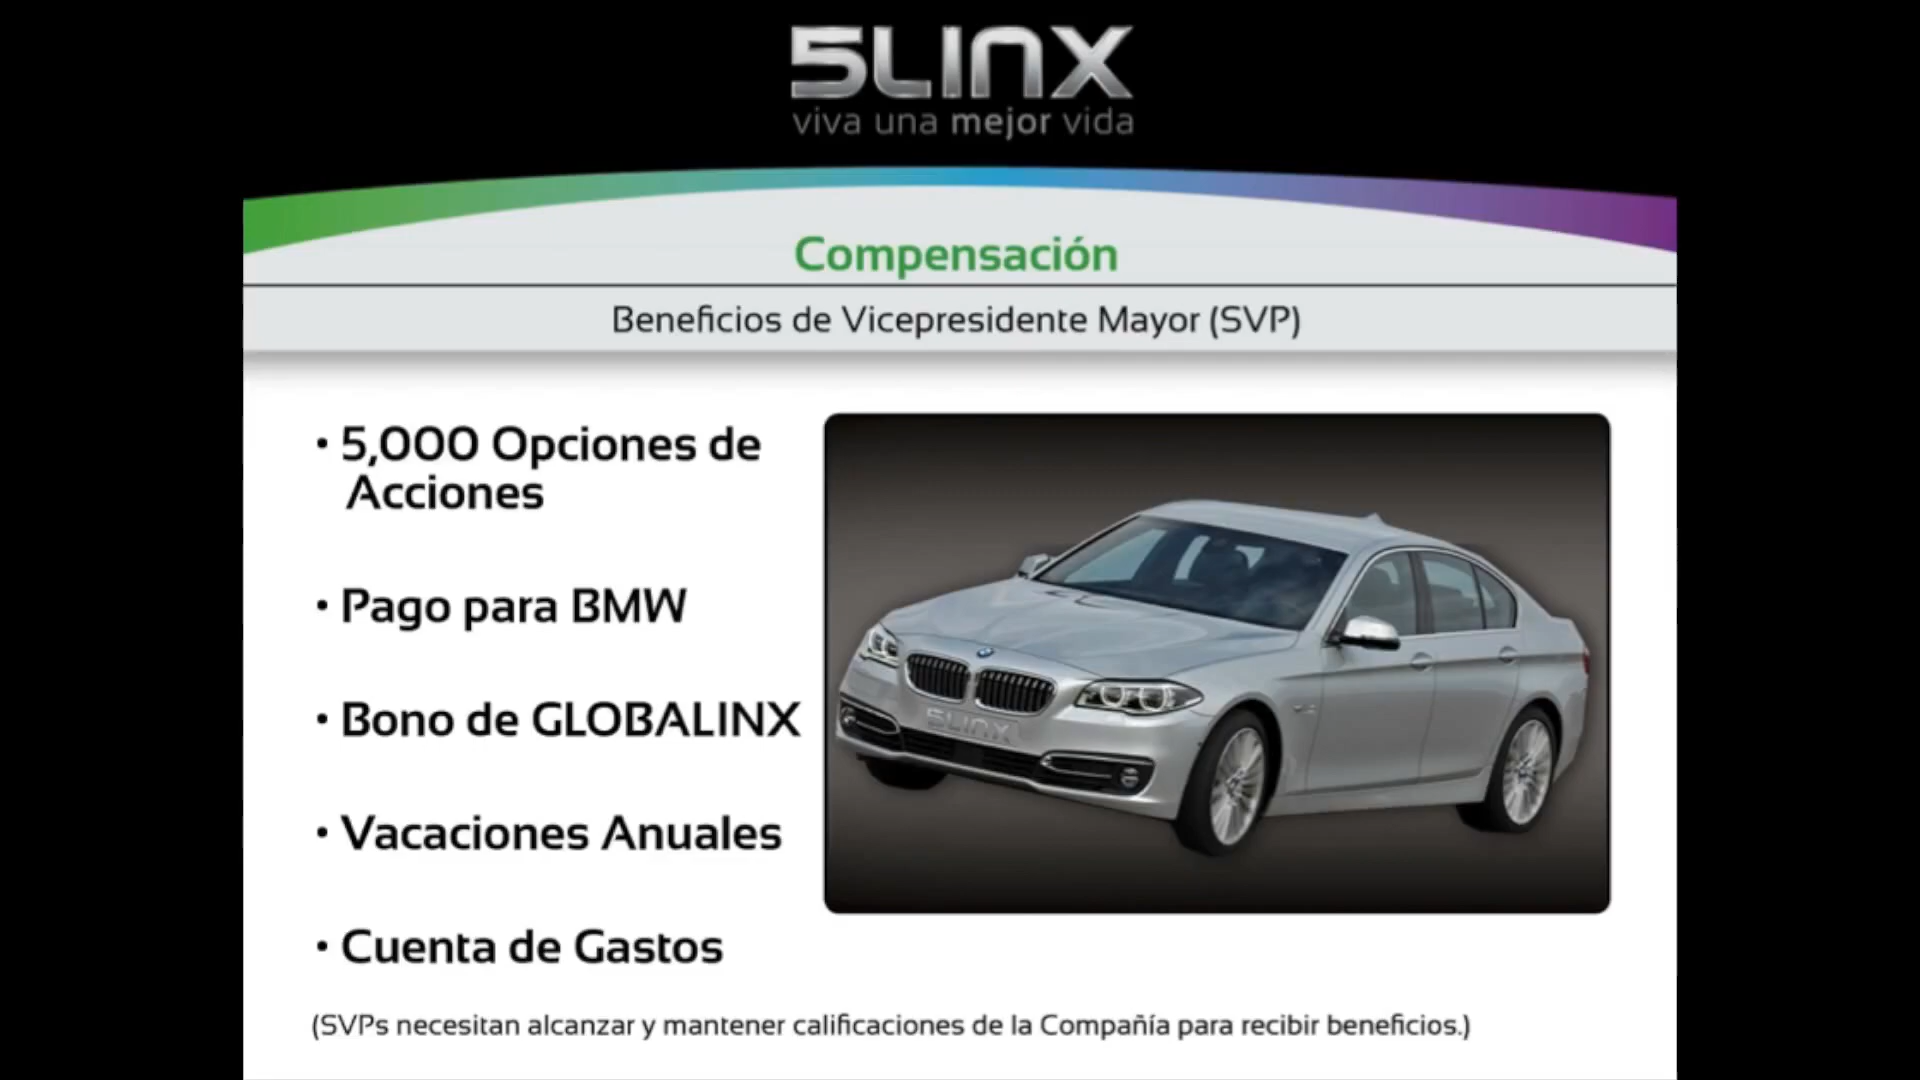 5LINX
viva una mejor vida
Compensación
Beneficios de Vicepresidente Mayor (SVP)
• 5,000 Opciones de
Acciones
• Pago para BMW
• Bono de GLOBALINX
• Vacaciones Anuales
• Cuenta de Gastos
5LINX
(SVPs necesitan alcanzar y mantener calificaciones de la Compañía para recibir beneficios.)